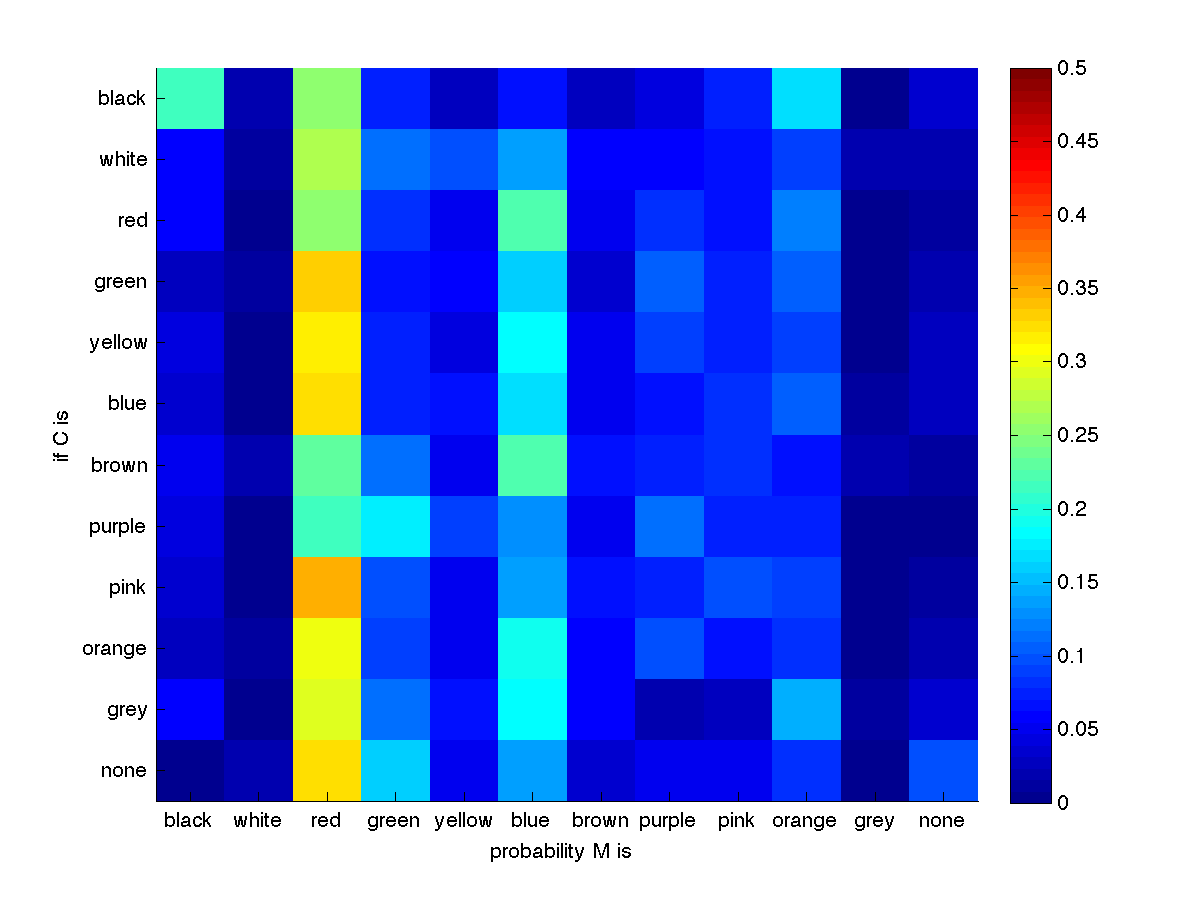 black
white
red
green
yellow
blue
brown
purple
pink
orange
grey
none
if C is
black white red green yellow blue brown purple pink orange grey none
probability M is
0.5
0.45
0.4
0.35
0.3
0.25
0.2
0.15
0.1
0.05
0